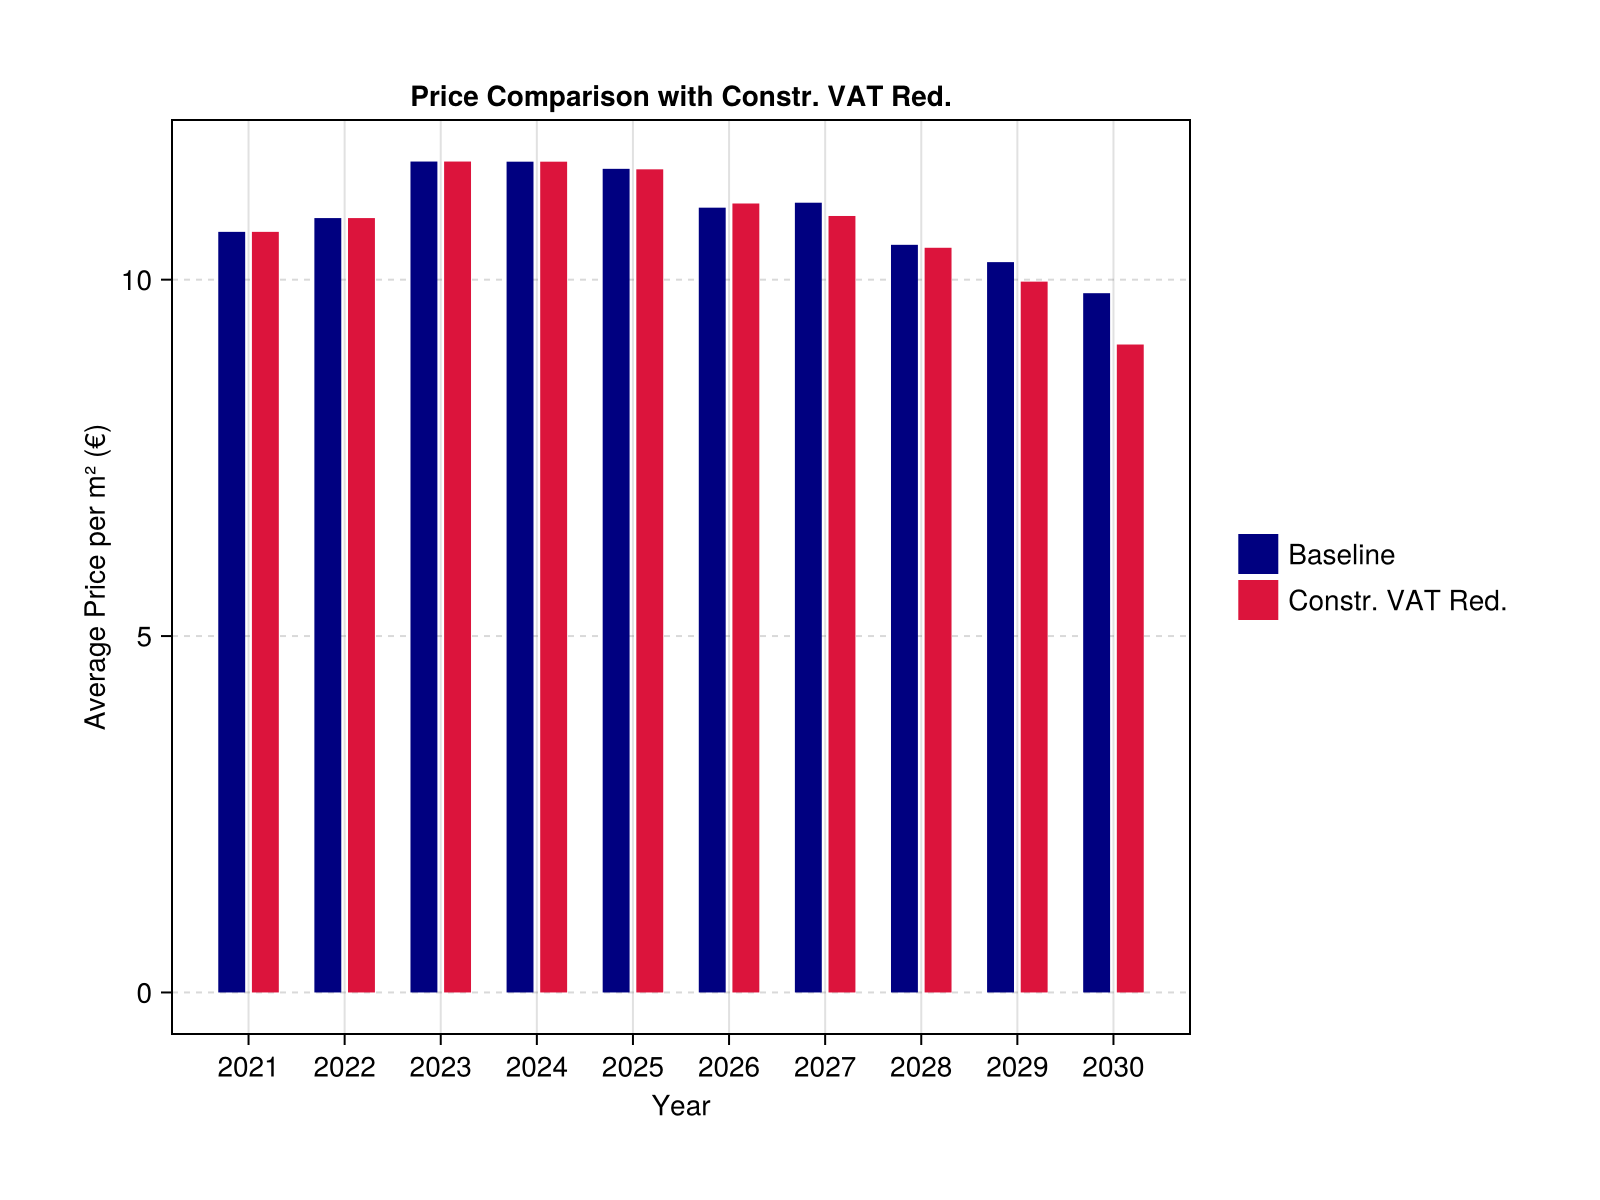 Price Comparison with Constr. VAT Red.
Average Price per m² (€)
10
5
0
2021 2022 2023 2024 2025 2026 2027 2028 2029 2030
Year
Baseline
Constr. VAT Red.